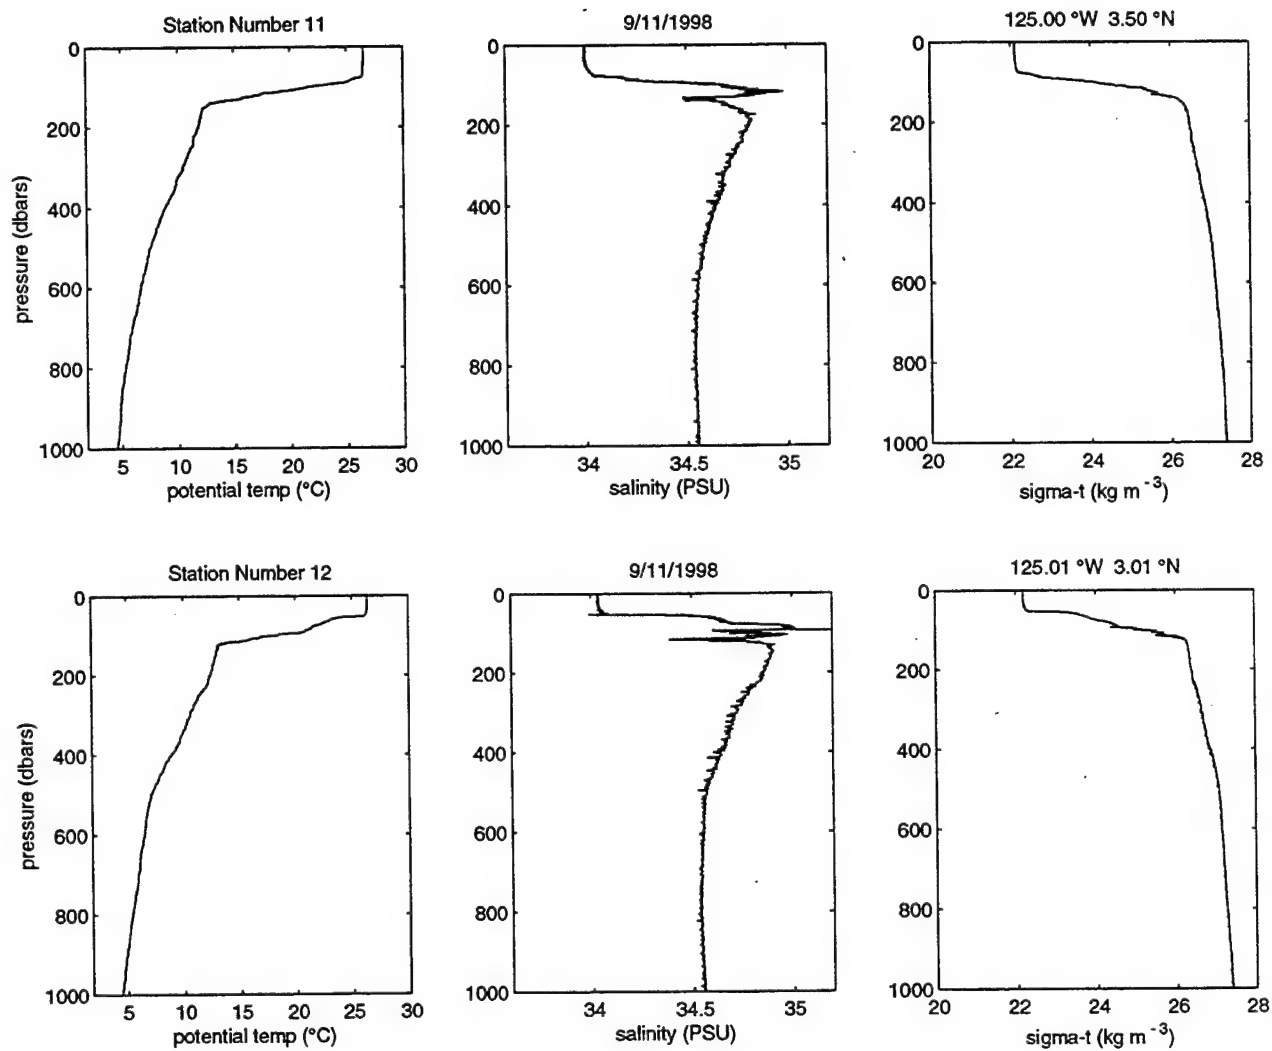 Station Number 11
9/11/1998
125.00 °W 3.50 °N
0
200
400
600
800
1000
pressure (dbars)
5 10 15 20 25 30
potential temp (°C)
0
200
400
600
800
1000
34 34.5 35
salinity (PSU)
0
200
400
600
800
1000
20 22 24 26 28
sigma-t (kg m⁻³)
Station Number 12
9/11/1998
125.01 °W 3.01 °N
0
200
400
600
800
1000
pressure (dbars)
5 10 15 20 25 30
potential temp (°C)
0
200
400
600
800
1000
34 34.5 35
salinity (PSU)
0
200
400
600
800
1000
20 22 24 26 28
sigma-t (kg m⁻³)